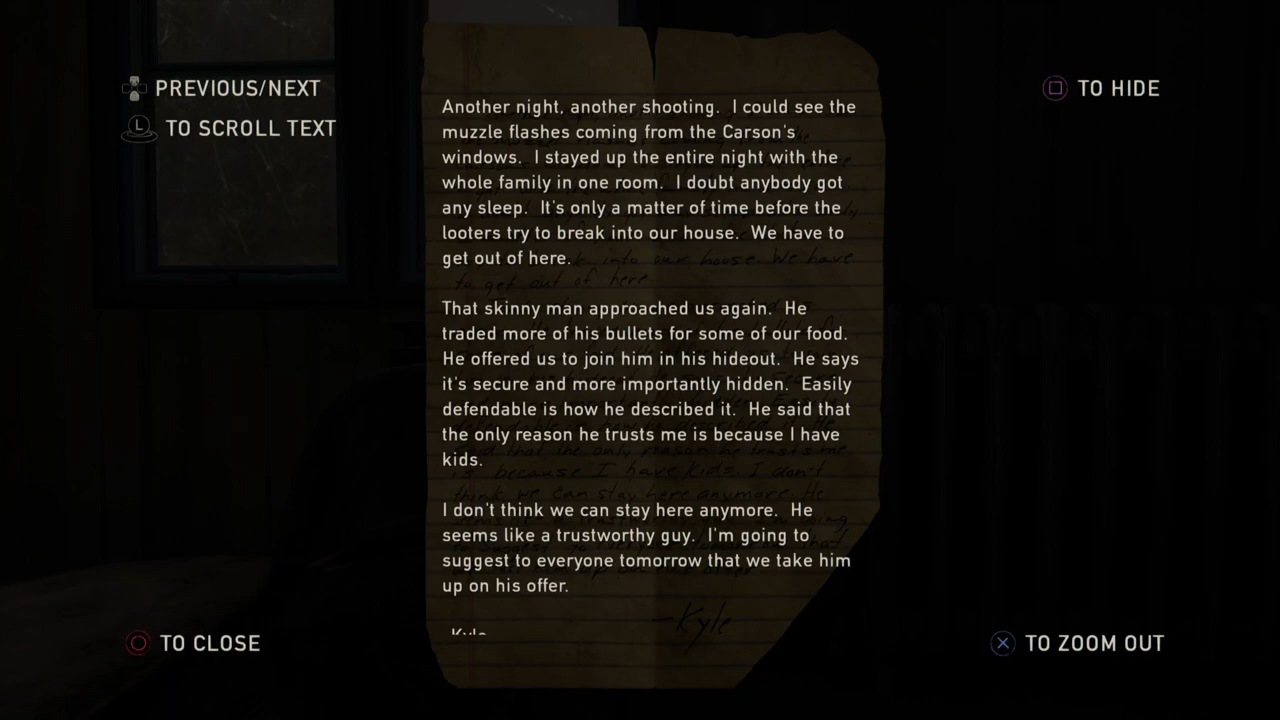 PREVIOUS/NEXT
L TO SCROLL TEXT
TO HIDE
Another night, another shooting. I could see the
muzzle flashes coming from the Carson's
windows. I stayed up the entire night with the
whole family in one room. I doubt anybody got
any sleep. It's only a matter of time before the
looters try to break into our house. We have to
get out of here.
That skinny man approached us again. He
traded more of his bullets for some of our food.
He offered us to join him in his hideout. He says
it's secure and more importantly hidden. Easily
defendable is how he described it. He said that
the only reason he trusts me is because I have
kids.
I don't think we can stay here anymore. He
seems like a trustworthy guy. I'm going to
suggest to everyone tomorrow that we take him
up on his offer.
-Kyle
TO CLOSE
TO ZOOM OUT